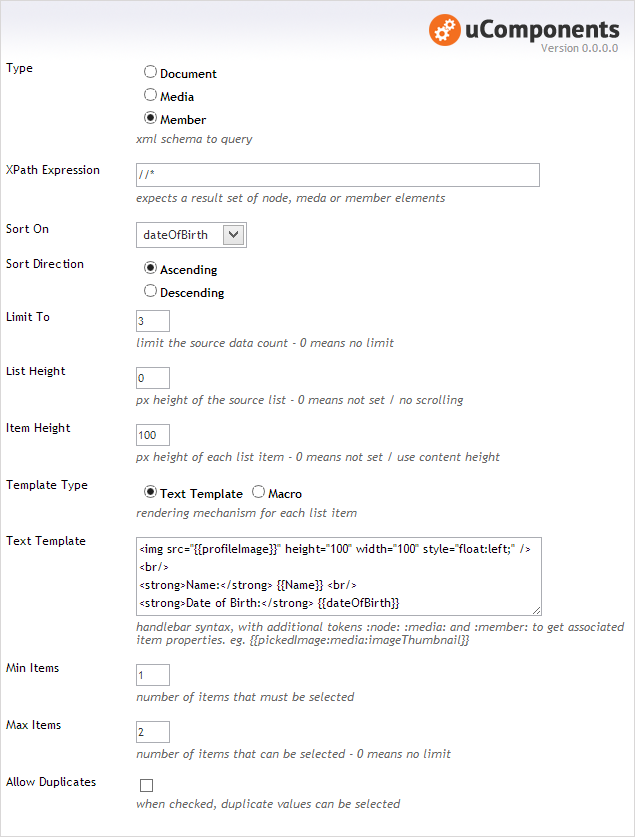 uComponents
Version 0.0.0.0
Type
Document
Media
Member
xml schema to query
XPath Expression
//*
expects a result set of node, meda or member elements
Sort On
dateOfBirth
Sort Direction
Ascending
Descending
Limit To
3
limit the source data count - 0 means no limit
List Height
0
px height of the source list - 0 means not set / no scrolling
Item Height
100
px height of each list item - 0 means not set / use content height
Template Type
Text Template Macro
rendering mechanism for each list item
Text Template
<img src="{{profileImage}}" height="100" width="100" style="float:left;" />
<br/>
<strong>Name:</strong> {{Name}} <br/>
<strong>Date of Birth:</strong> {{dateOfBirth}}
handlebar syntax, with additional tokens :node: :media: and :member: to get associated
item properties. eg. {{pickedImage:media:imageThumbnail}}
Min Items
1
number of items that must be selected
Max Items
2
number of items that can be selected - 0 means no limit
Allow Duplicates
when checked, duplicate values can be selected